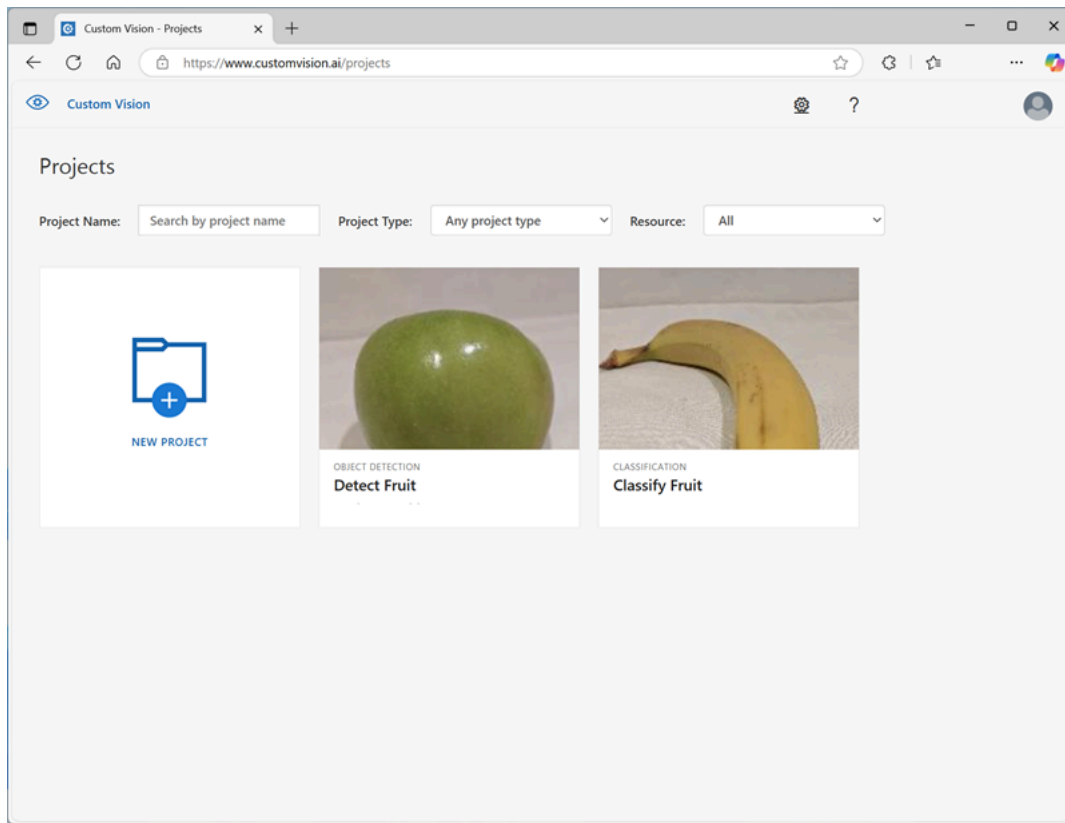 Custom Vision - Projects
https://www.customvision.ai/projects
Custom Vision
?
Projects
Project Name: Search by project name Project Type: Any project type Resource: All
NEW PROJECT
OBJECT DETECTION
Detect Fruit
CLASSIFICATION
Classify Fruit